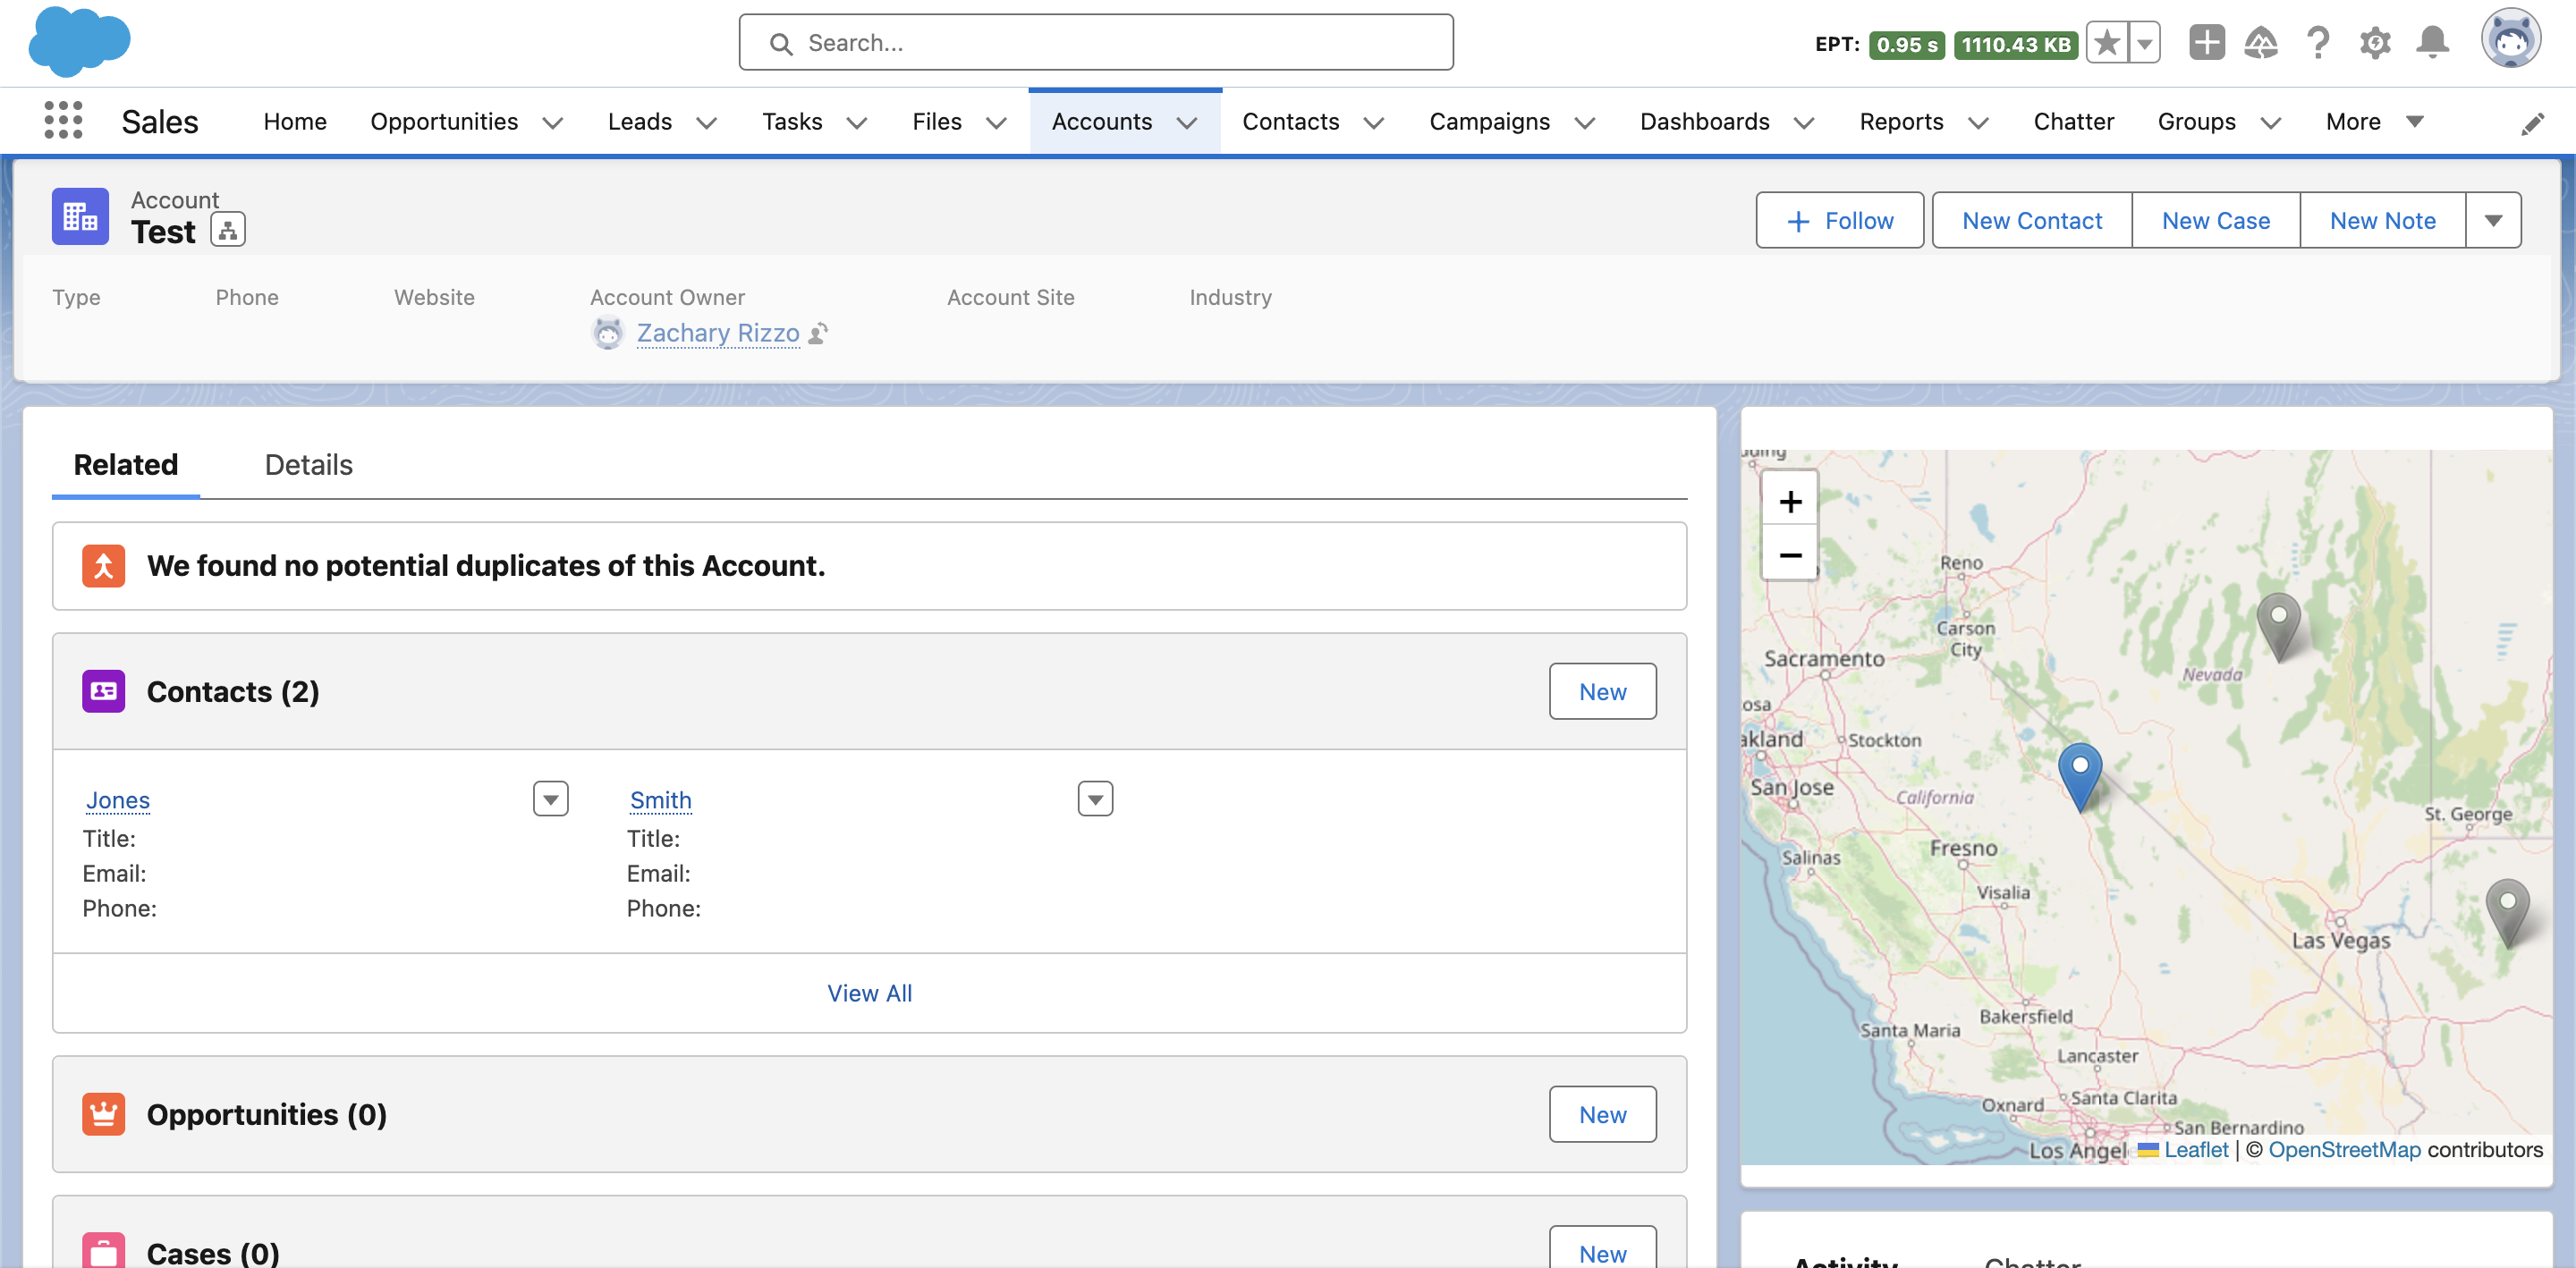 Search...
EPT: 0.95 s 1110.43 KB
Sales Home Opportunities Leads Tasks Files Accounts Contacts Campaigns Dashboards Reports Chatter Groups More
Account
Test
Follow New Contact New Case New Note
Type Phone Website Account Owner Account Site Industry
Zachary Rizzo
Related Details
We found no potential duplicates of this Account.
Contacts (2) New
Jones Smith
Title: Title:
Email: Email:
Phone: Phone:
View All
Opportunities (0) New
Cases (0) New
+
−
Reno
Carson
City
Sacramento
Nevada
osa
akland
Stockton
San Jose
California
St. George
Fresno
Salinas
Visalia
Las Vegas
Bakersfield
Santa Maria
Lancaster
Oxnard
Santa Clarita
San Bernardino
Los Angel
Leaflet | © OpenStreetMap contributors
Activity Chatter